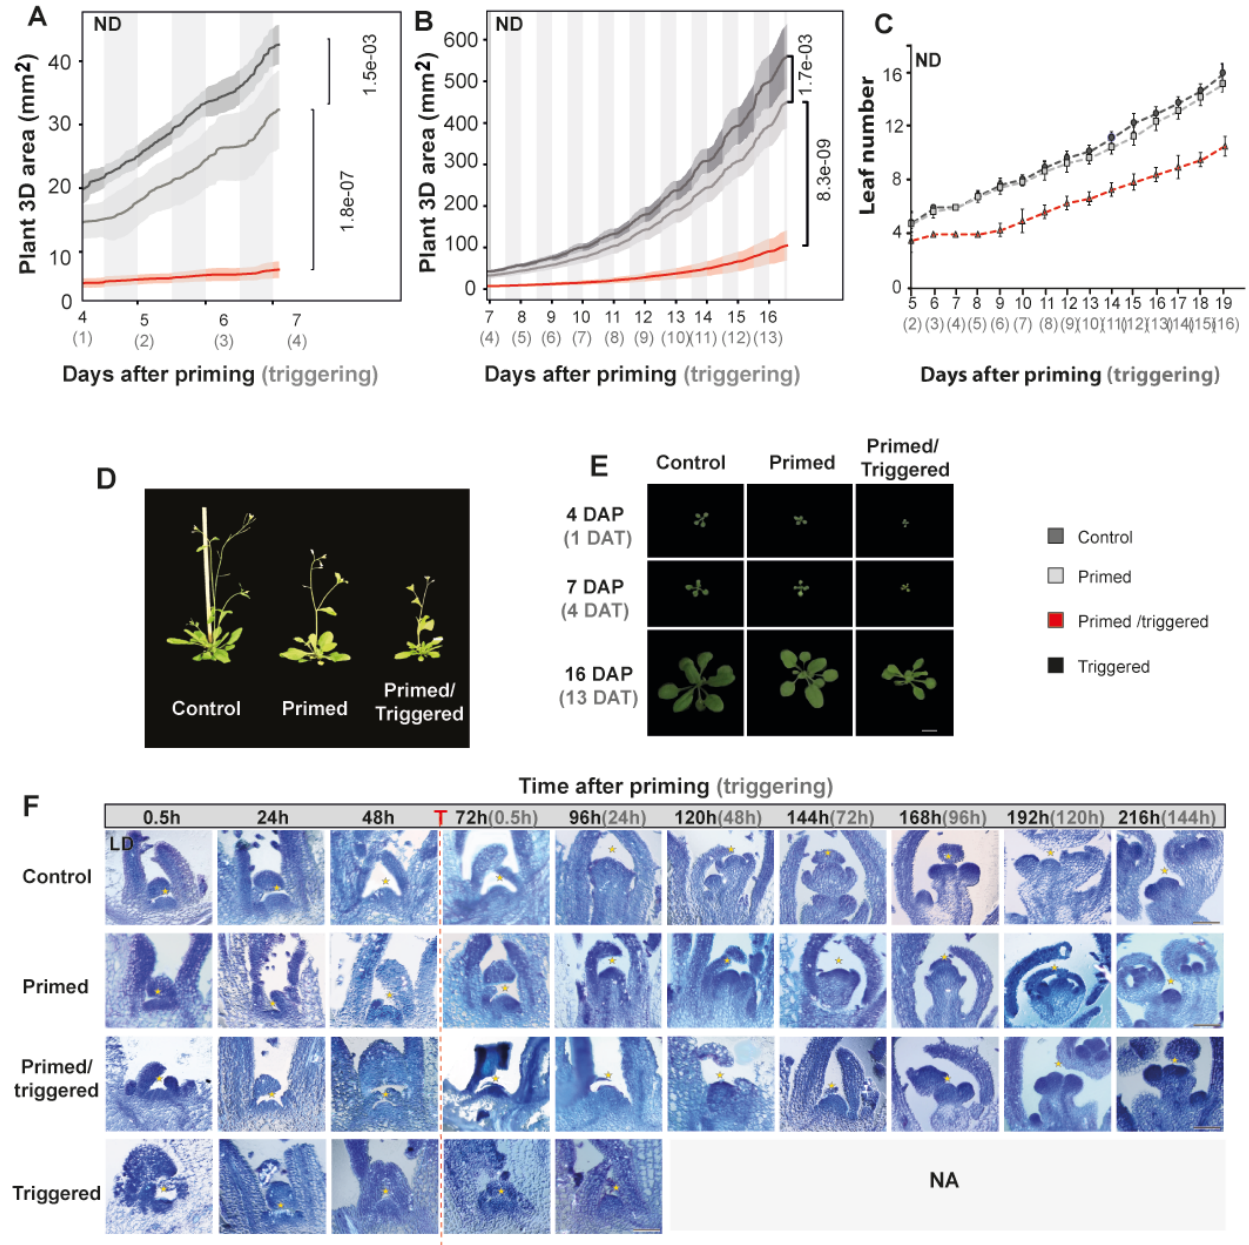 A
ND
Plant 3D area (mm²)
40
30
20
10
0
1.5e-03
1.8e-07
4 5 6 7
(1) (2) (3) (4)
Days after priming (triggering)
B
ND
Plant 3D area (mm²)
600
500
400
300
200
100
0
1.7e-03
8.3e-09
7 8 9 10 11 12 13 14 15 16
(4) (5) (6) (7) (8) (9) (10) (11) (12) (13)
Days after priming (triggering)
C
ND
Leaf number
16
12
8
4
0
5 6 7 8 9 10 11 12 13 14 15 16 17 18 19
(2) (3) (4) (5) (6) (7) (8) (9) (10) (11) (12) (13) (14) (15) (16)
Days after priming (triggering)
D
Control
Primed
Primed/
Triggered
E
Control
Primed
Primed/
Triggered
4 DAP
(1 DAT)
7 DAP
(4 DAT)
16 DAP
(13 DAT)
Control
Primed
Primed /triggered
Triggered
F
Time after priming (triggering)
0.5h 24h 48h T 72h(0.5h) 96h(24h) 120h(48h) 144h(72h) 168h(96h) 192h(120h) 216h(144h)
LD
Control
Primed
Primed/
triggered
Triggered
NA